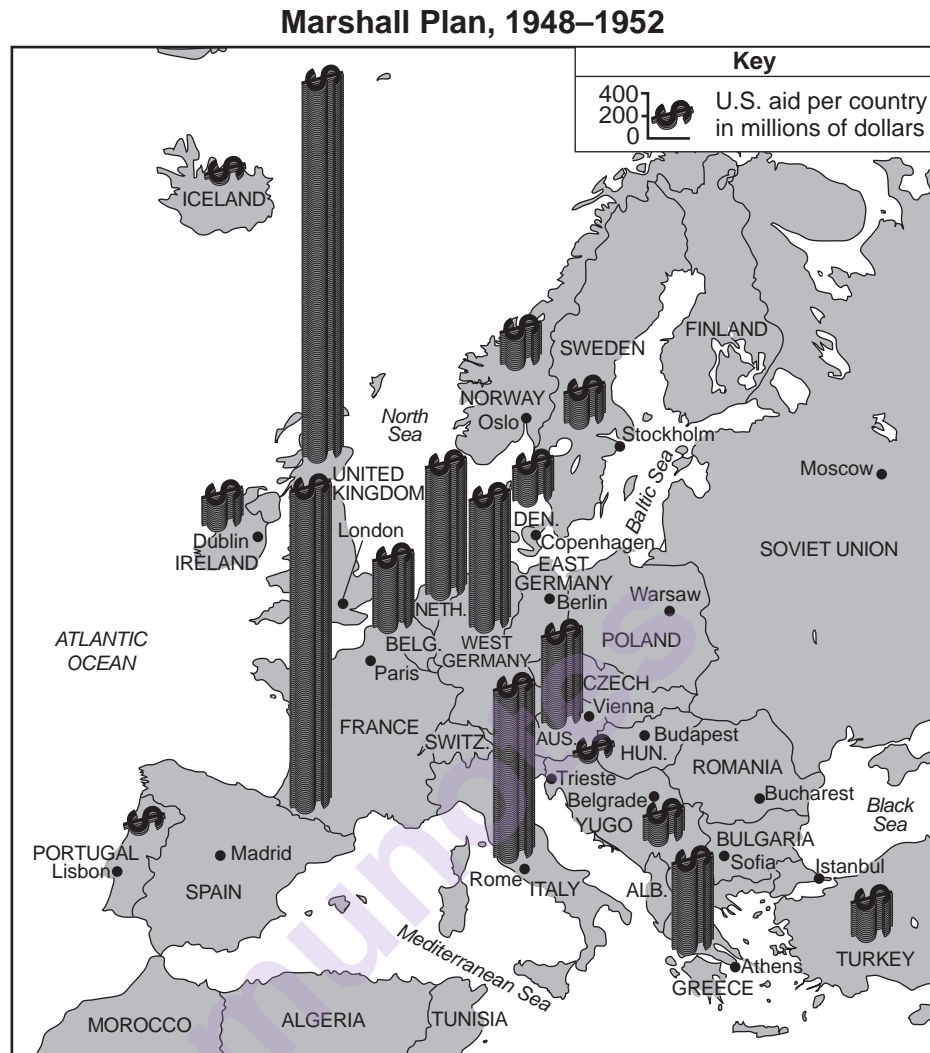 Marshall Plan, 1948–1952
Key
400
200
0
U.S. aid per country
in millions of dollars
ICELAND
FINLAND
SWEDEN
NORWAY
Oslo
North
Sea
Stockholm
Moscow
UNITED
KINGDOM
Baltic Sea
London
Dublin
IRELAND
DEN.
Copenhagen
SOVIET UNION
EAST
GERMANY
Berlin
Warsaw
NETH.
ATLANTIC
OCEAN
BELG.
WEST
GERMANY
POLAND
Paris
CZECH
Vienna
FRANCE
SWITZ.
AUS.
HUN.
Budapest
ROMANIA
Trieste
Belgrade
Bucharest
Black
Sea
YUGO
BULGARIA
Sofia
Istanbul
PORTUGAL
Lisbon
Madrid
SPAIN
Rome
ITALY
ALB.
Mediterranean Sea
Athens
GREECE
TURKEY
MOROCCO
ALGERIA
TUNISIA